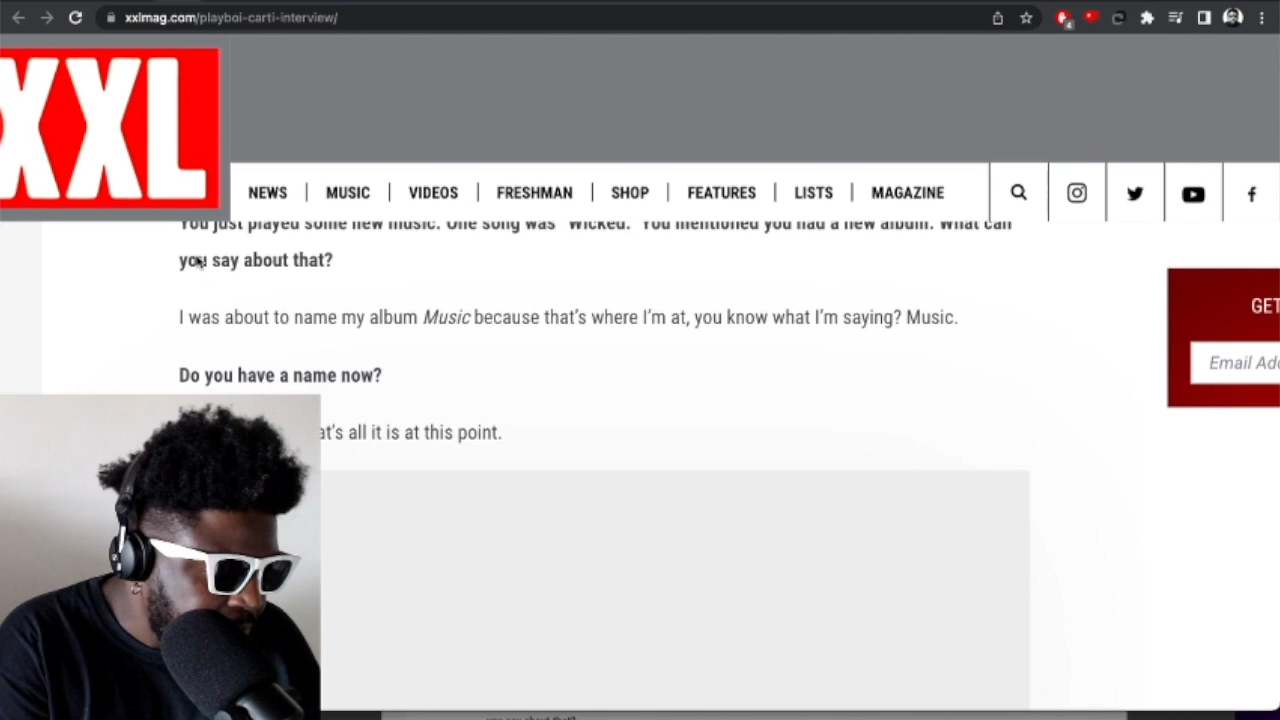 xxlmag.com/playboi-carti-interview/
4
XXL
NEWS | MUSIC | VIDEOS | FRESHMAN | SHOP | FEATURES | LISTS | MAGAZINE
You just played some new music. One song was "Wicked." You mentioned you had a new album. What can
you say about that?
GET
I was about to name my album Music because that's where I'm at, you know what I'm saying? Music.
Email Add
Do you have a name now?
at's all it is at this point.